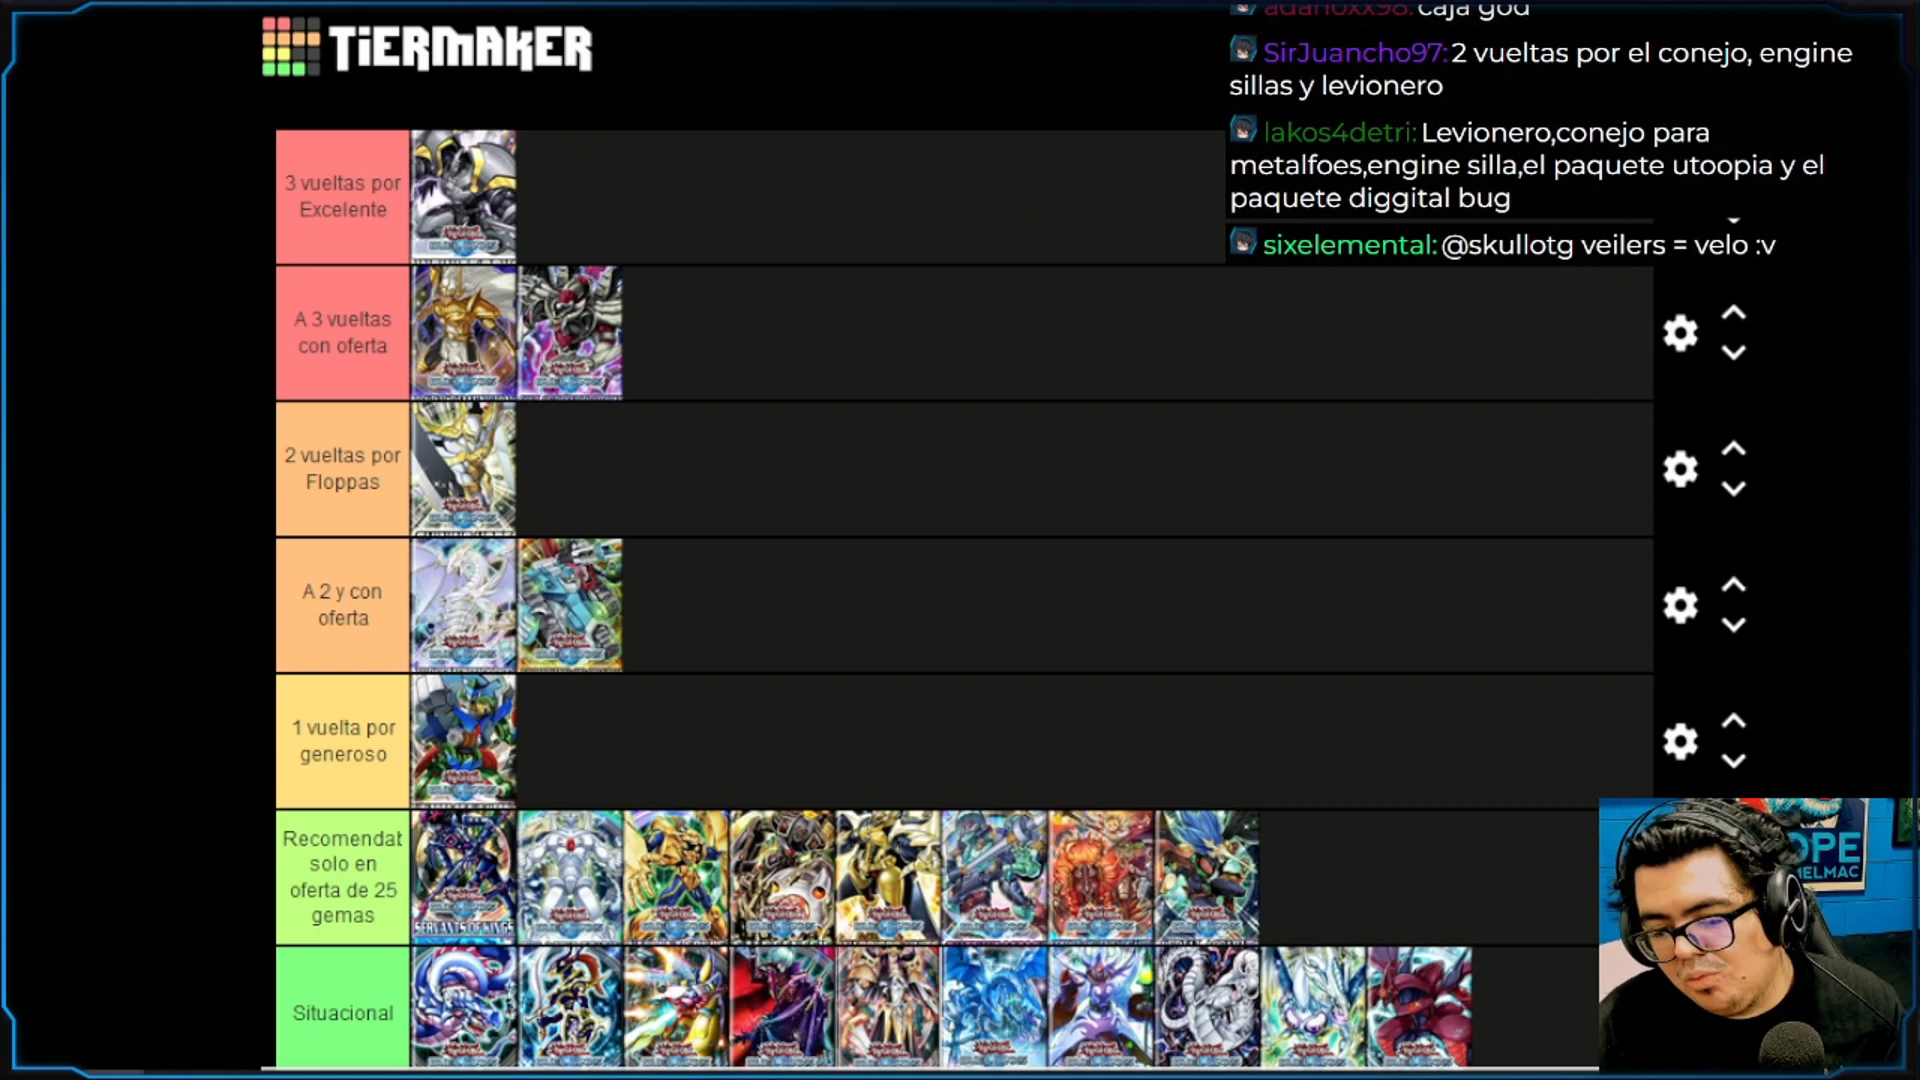 TiERMAKER
adanoxx98: caja god
SirJuancho97: 2 vueltas por el conejo, engine
sillas y levionero
lakos4detri: Levionero,conejo para
metalfoes,engine silla,el paquete utoopia y el
paquete diggital bug
sixelemental: @skullotg veilers = velo :v
3 vueltas por
Excelente
A 3 vueltas
con oferta
2 vueltas por
Floppas
A 2 y con
oferta
1 vuelta por
generoso
Recomendat
solo en
oferta de 25
gemas
SERVANTS OF KINGS
Situacional
OPE
MELMAC